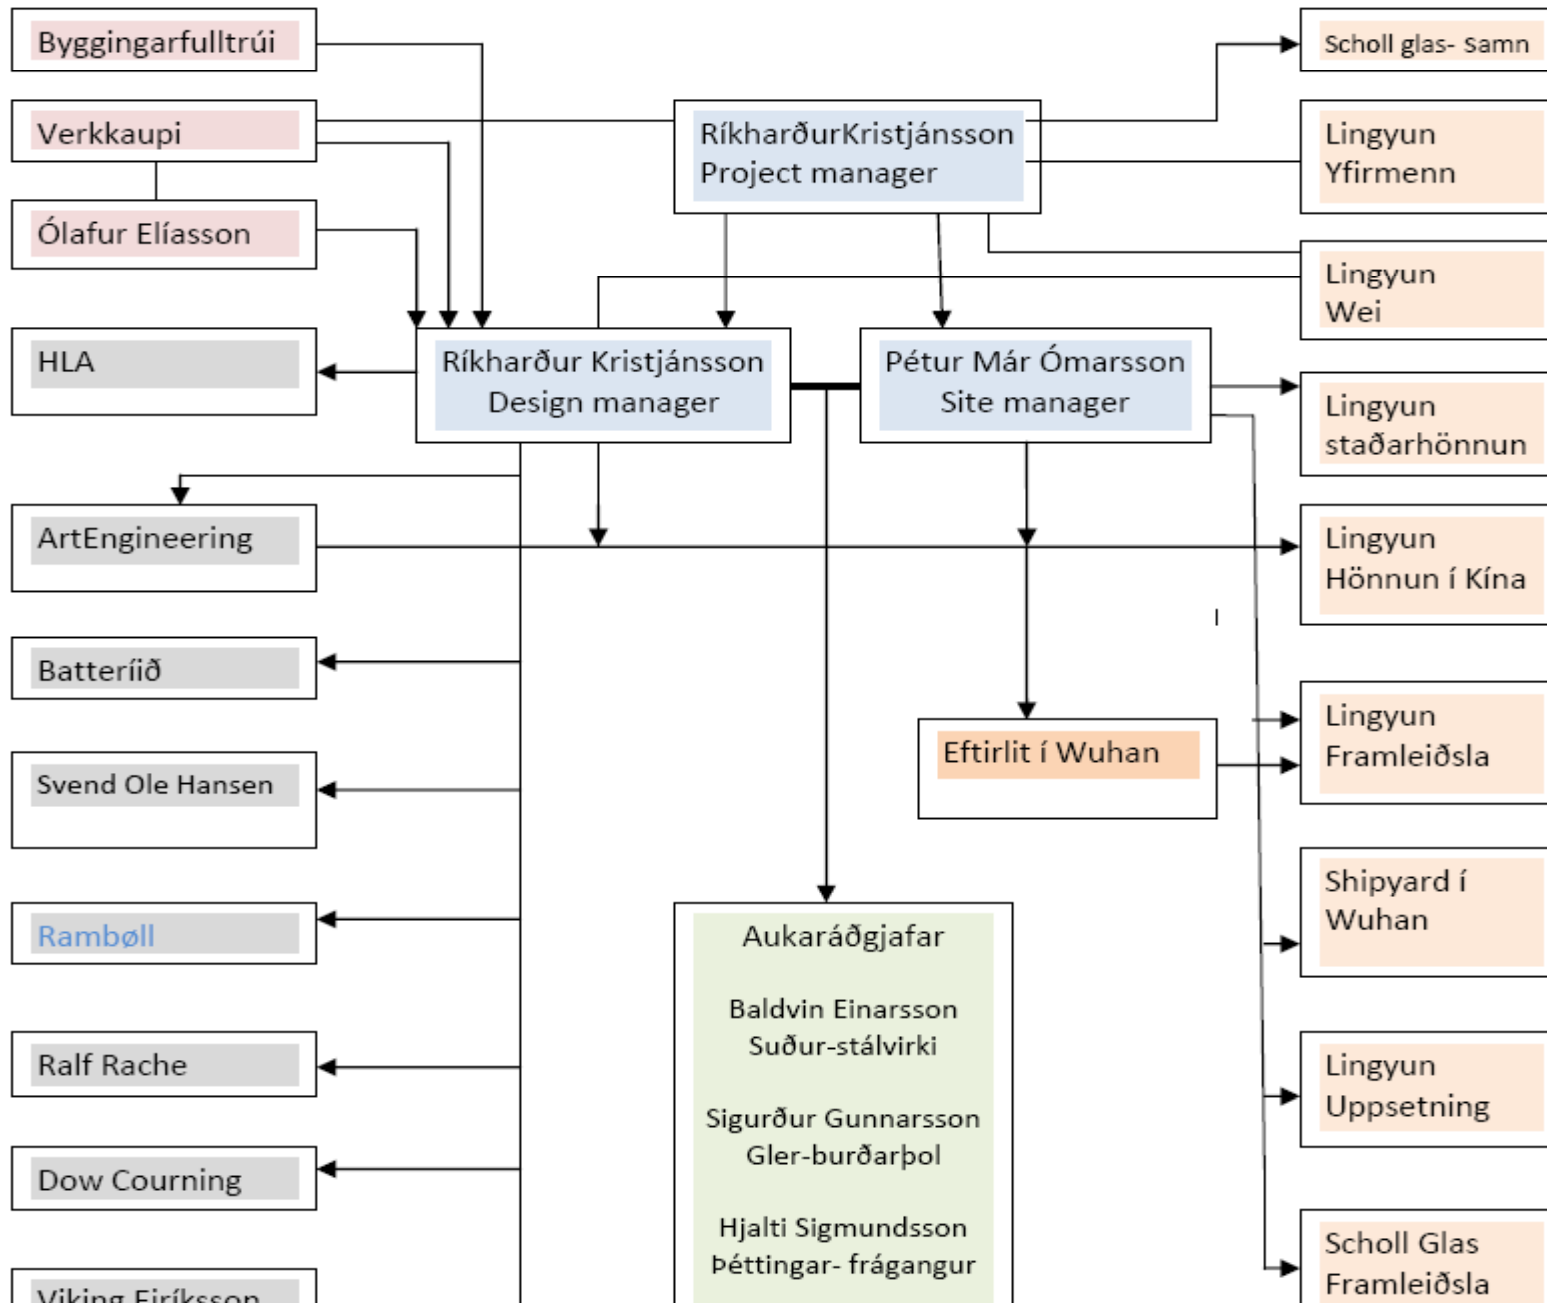 Byggingarfulltrúi
Verkkaupi
Ólafur Elíasson
HLA
ArtEngineering
Batteríið
Svend Ole Hansen
Rambøll
Ralf Rache
Dow Courning
Viking Eiríksson
RíkharðurKristjánsson
Project manager
Ríkharður Kristjánsson
Design manager
Pétur Már Ómarsson
Site manager
Eftirlit í Wuhan
Aukaráðgjafar
Baldvin Einarsson
Suður-stálvirki
Sigurður Gunnarsson
Gler-burðarþol
Hjalti Sigmundsson
Þéttingar- frágangur
Scholl glas- Samn
Lingyun
Yfirmenn
Lingyun
Wei
Lingyun
staðarhönnun
Lingyun
Hönnun í Kína
Lingyun
Framleiðsla
Shipyard í
Wuhan
Lingyun
Uppsetning
Scholl Glas
Framleiðsla